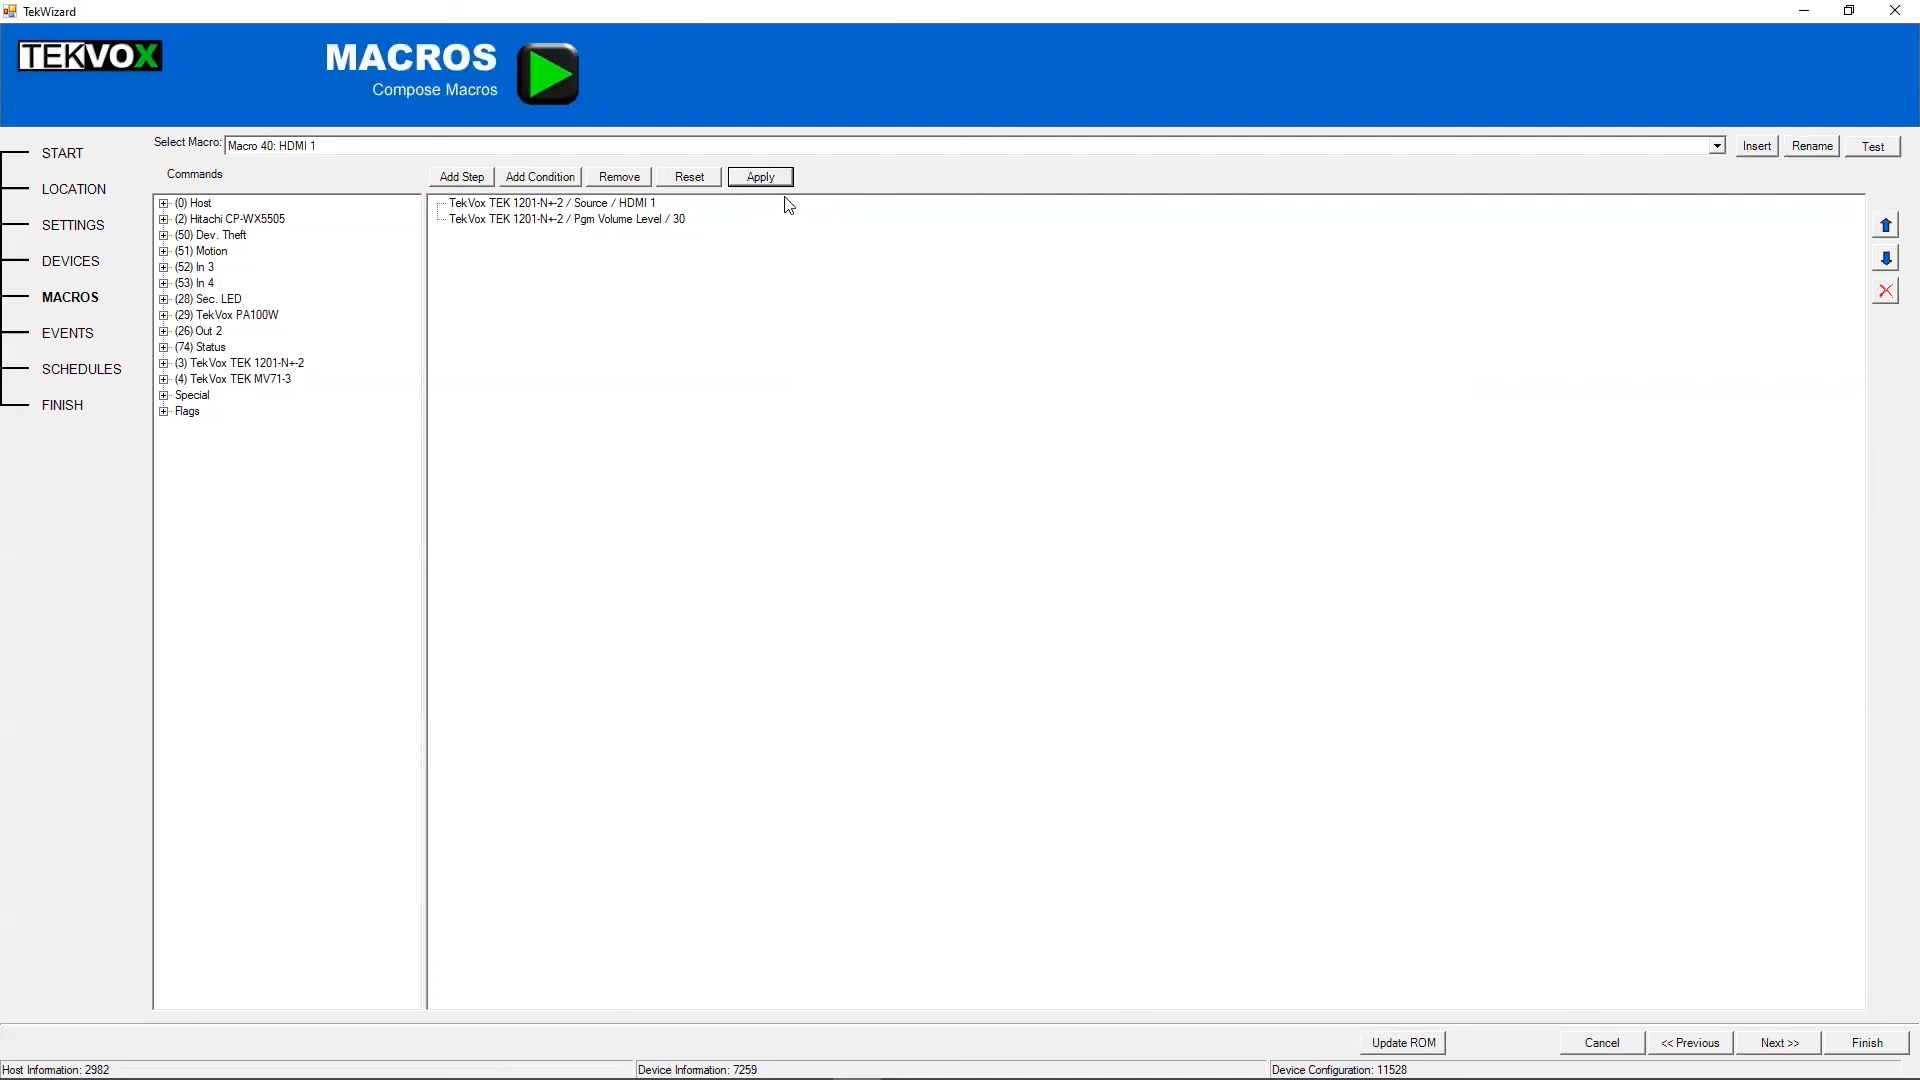 TekWizard
TEKVOX
MACROS
Compose Macros
START
LOCATION
SETTINGS
DEVICES
MACROS
EVENTS
SCHEDULES
FINISH
Select Macro: Macro 40: HDMI 1
Insert Rename Test
Commands
Add Step Add Condition Remove Reset Apply
(0) Host
(2) Hitachi CP-WX5505
(50) Dev. Theft
(51) Motion
(52) In 3
(53) In 4
(28) Sec. LED
(29) TekVox PA100W
(26) Out 2
(74) Status
(3) TekVox TEK 1201-N+-2
(4) TekVox TEK MV71-3
Special
Flags
TekVox TEK 1201-N+-2 / Source / HDMI 1
TekVox TEK 1201-N+-2 / Pgm Volume Level / 30
Update ROM Cancel << Previous Next >> Finish
Host Information: 2982 Device Information: 7259 Device Configuration: 11528